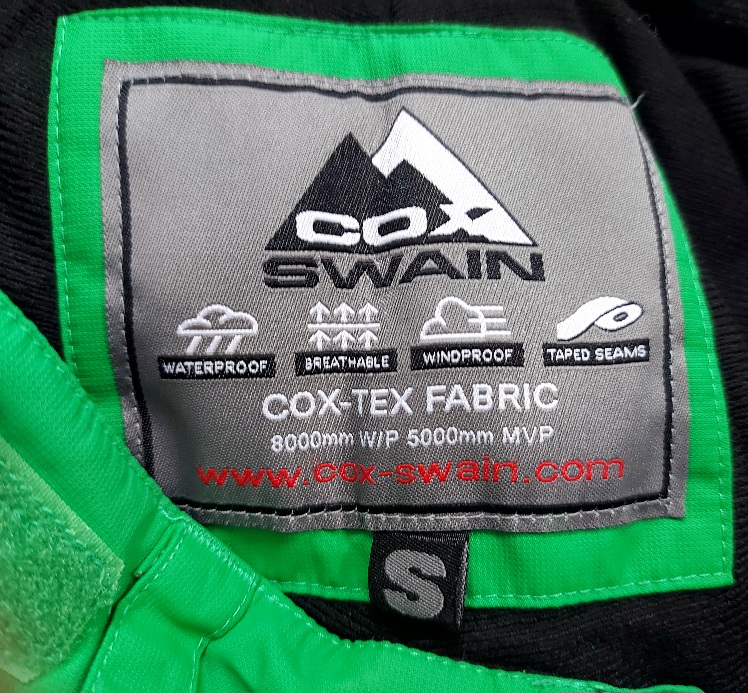 COX
SWAIN
WATERPROOF BREATHABLE WINDPROOF TAPED SEAMS
COX-TEX FABRIC
8000mm W/P 5000mm MVP
www.cox-swain.com
S